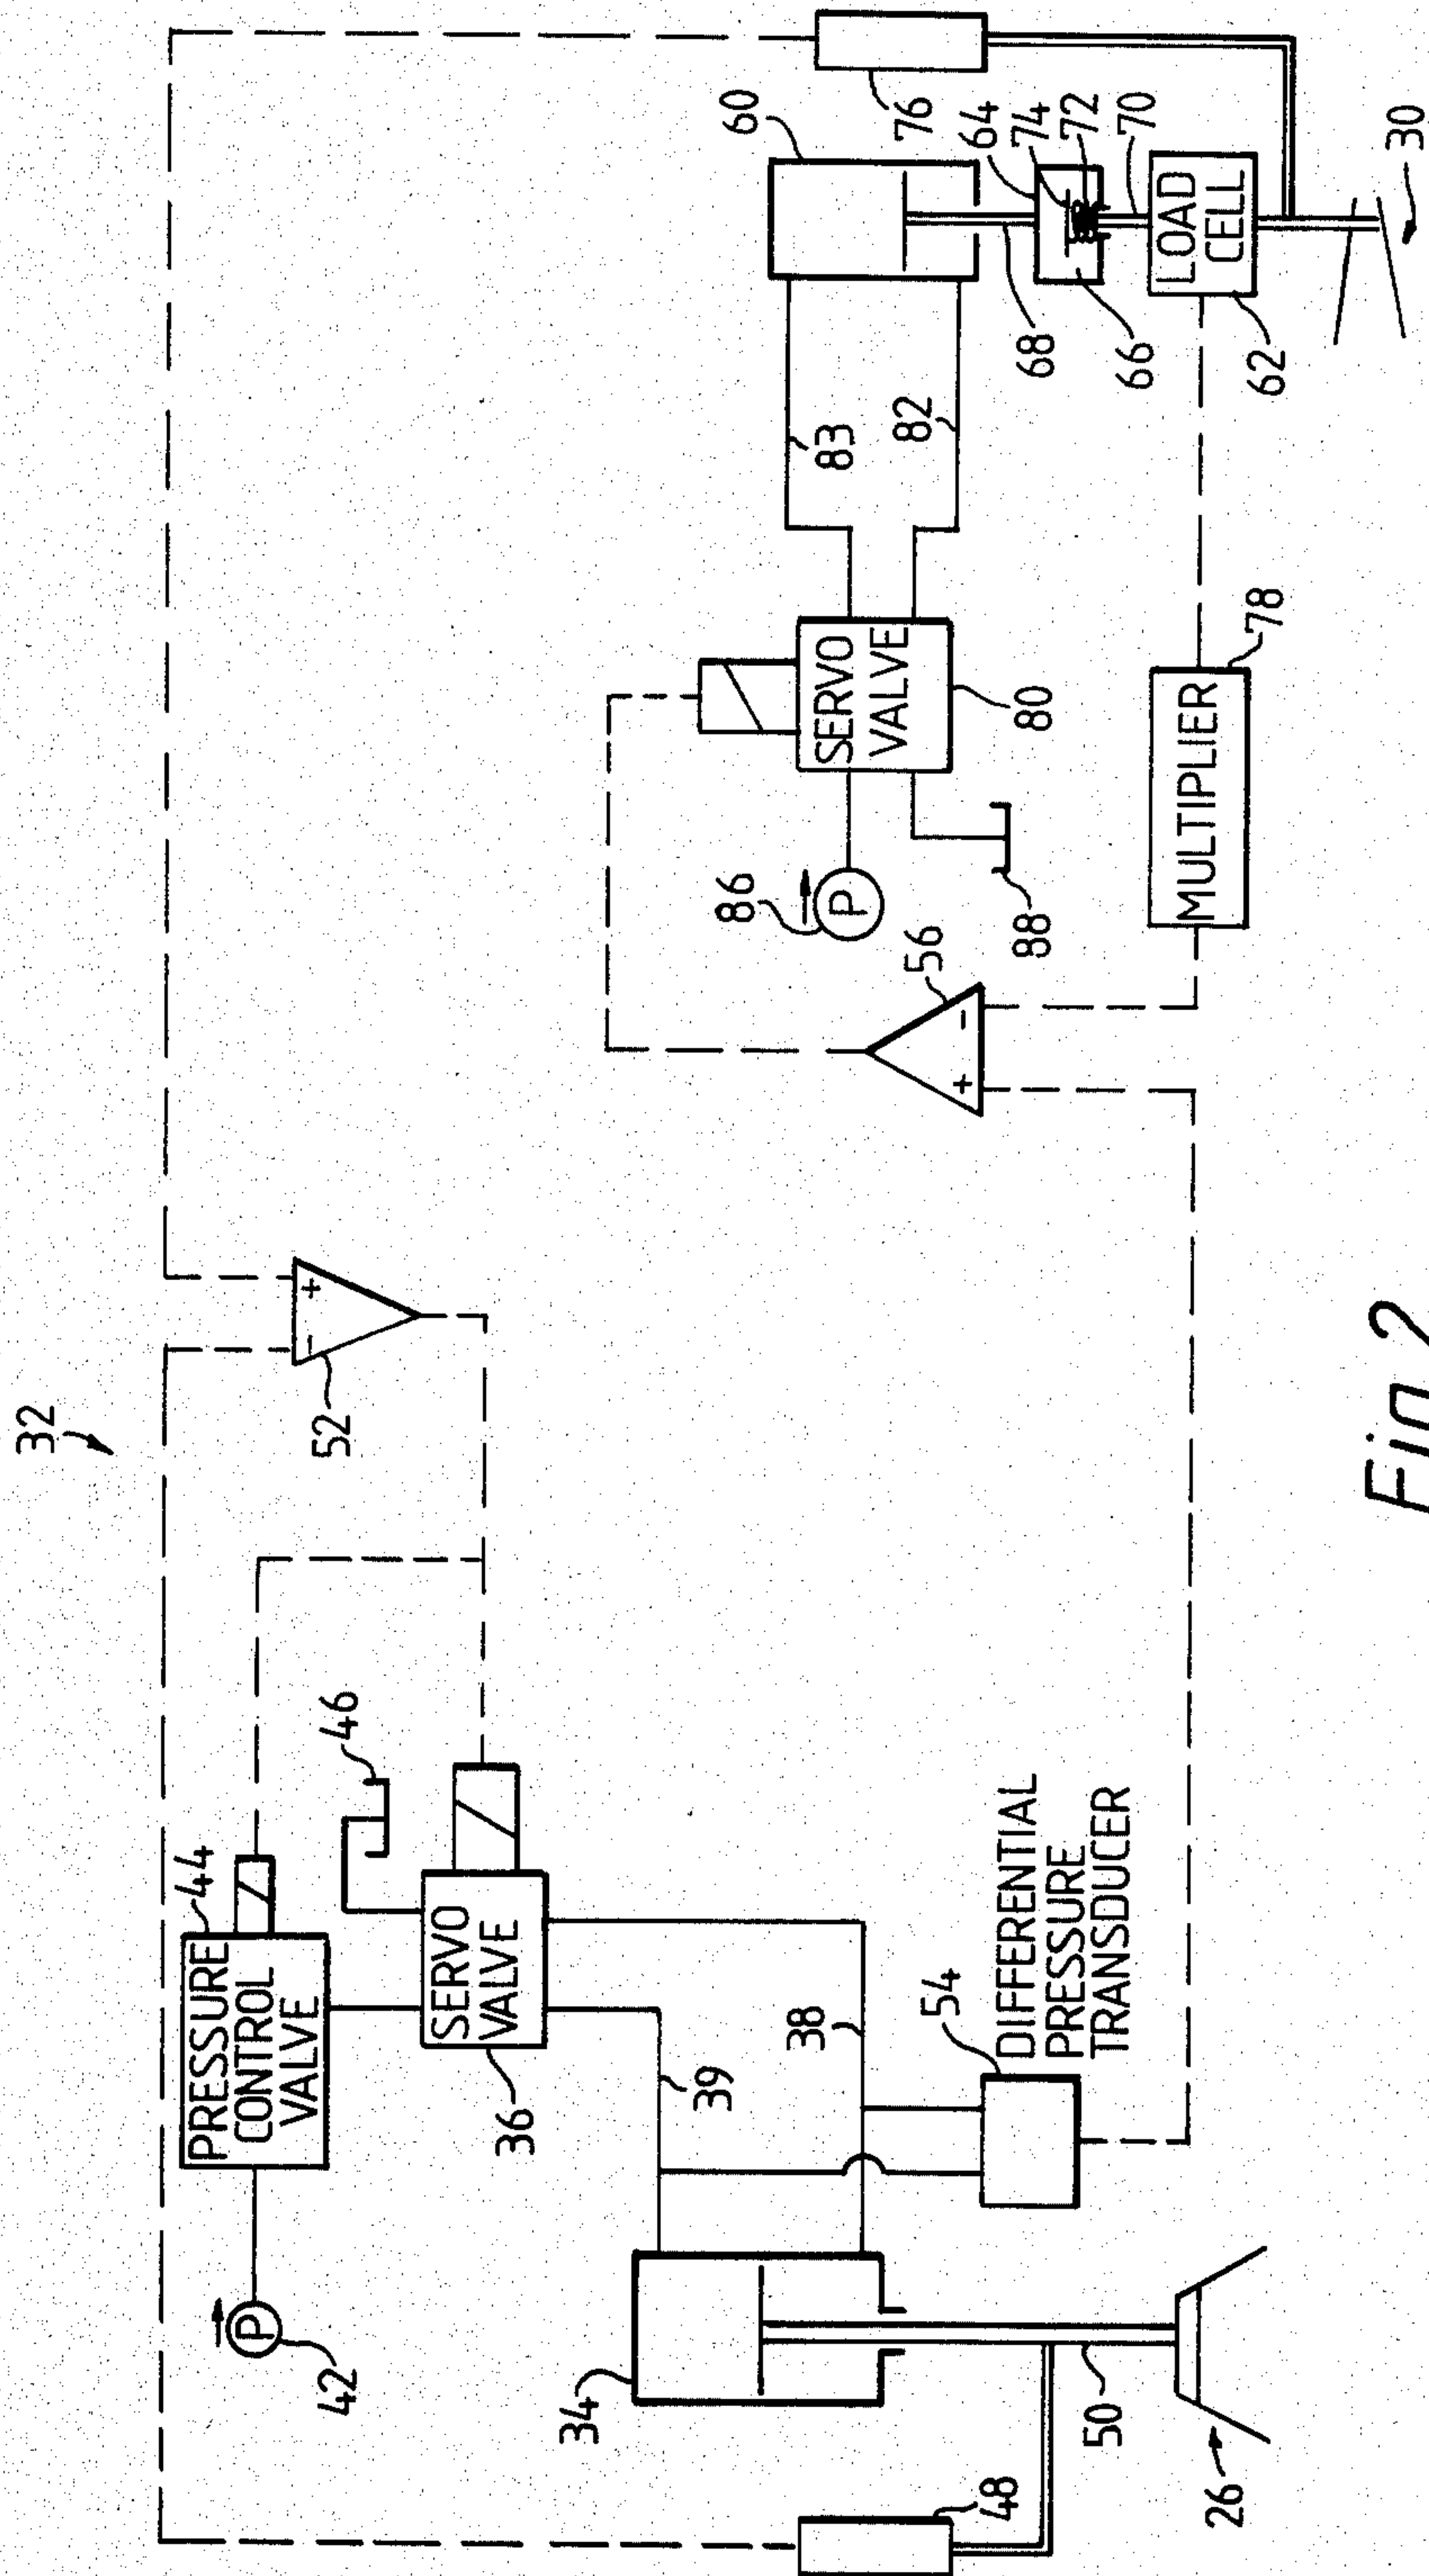 32
44
PRESSURE
CONTROL
VALVE
P
42
46
SERVO
VALVE
36
52
-
+
34
39
38
54
DIFFERENTIAL
PRESSURE
TRANSDUCER
48
50
26
56
+
-
86
P
88
SERVO
VALVE
80
83
82
MULTIPLIER
78
60
76
64
74
72
70
68
66
LOAD
CELL
62
30
Fig.2